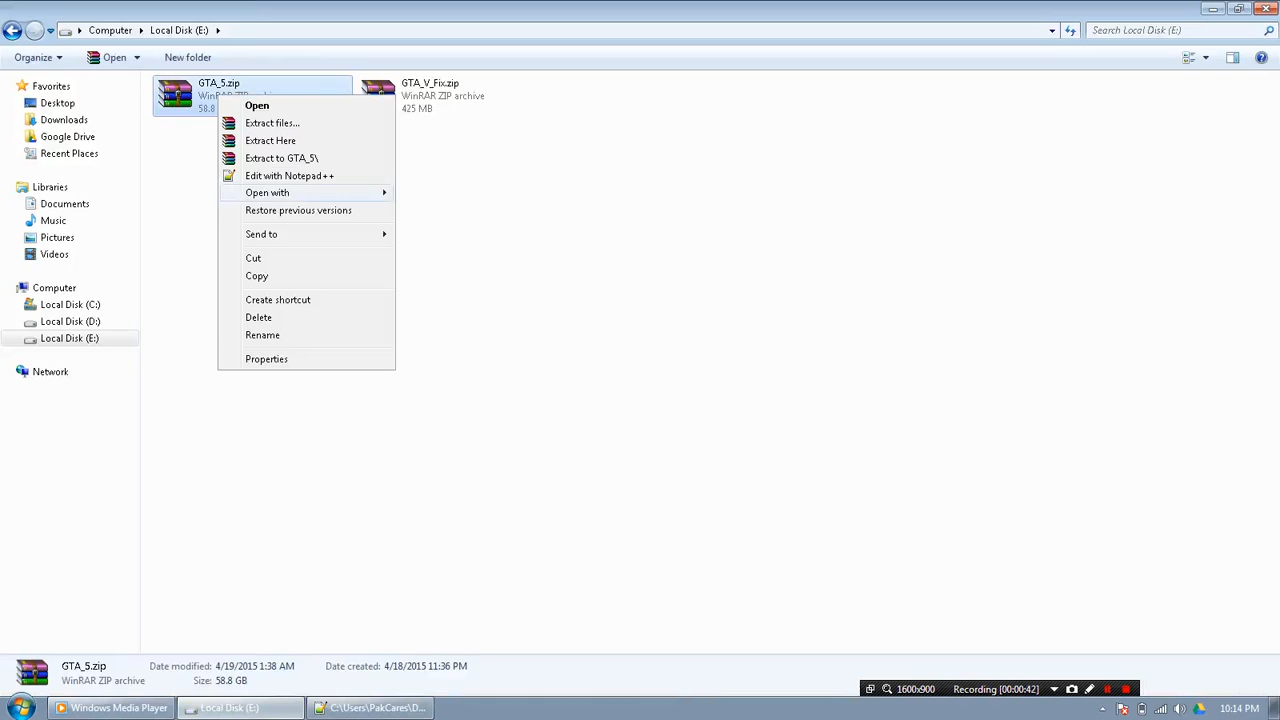 Computer Local Disk (E:)
Search Local Disk (E:)
Organize Open New folder
Favorites
Desktop
Downloads
Google Drive
Recent Places
Libraries
Documents
Music
Pictures
Videos
Computer
Local Disk (C:)
Local Disk (D:)
Local Disk (E:)
Network
GTA_5.zip
58.8
GTA_V_Fix.zip
WinRAR ZIP archive
425 MB
Open
Extract files...
Extract Here
Extract to GTA_5\
Edit with Notepad++
Open with
Restore previous versions
Send to
Cut
Copy
Create shortcut
Delete
Rename
Properties
GTA_5.zip Date modified: 4/19/2015 1:38 AM Date created: 4/18/2015 11:36 PM
WinRAR ZIP archive Size: 58.8 GB
1600x900 Recording [00:00:42]
Windows Media Player Local Disk (E:) C:\Users\PakCares\D... 10:14 PM